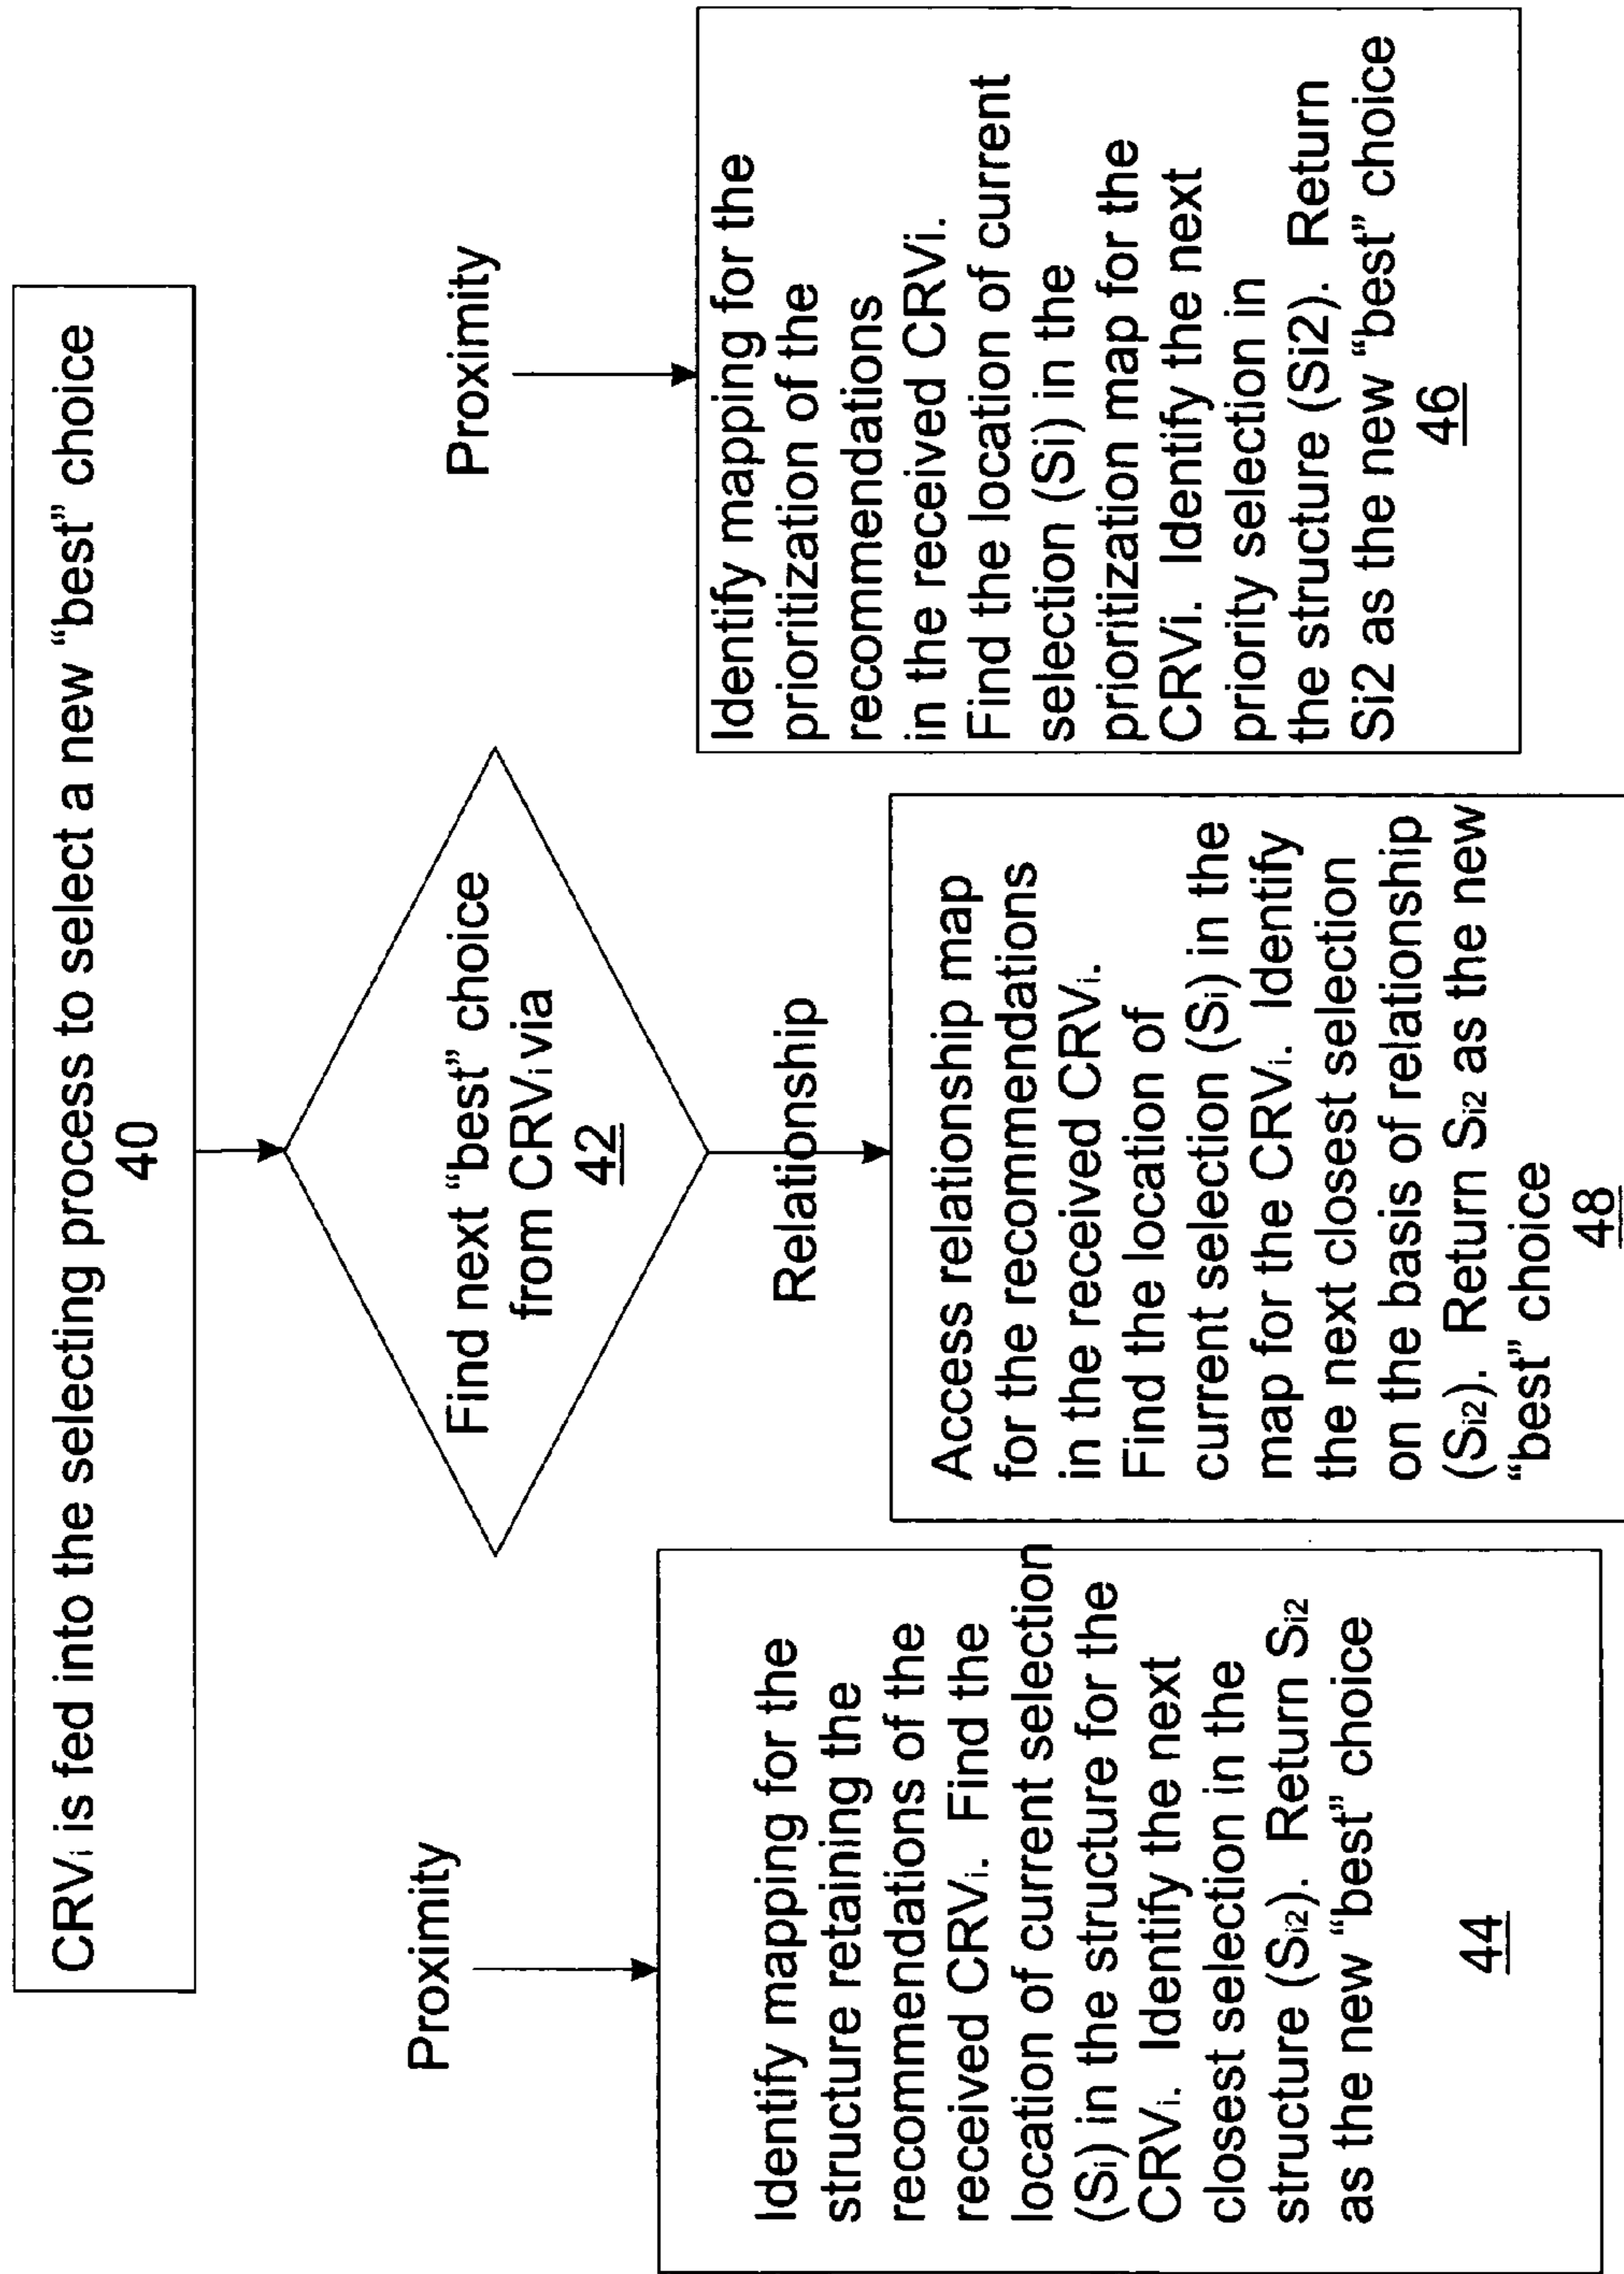 CRVi is fed into the selecting process to select a new “best” choice
40
Find next “best” choice
from CRVi via
42
Proximity
Identify mapping for the
structure retaining the
recommendations of the
received CRVi. Find the
location of current selection
(Si) in the structure for the
CRVi. Identify the next
closest selection in the
structure (Si2). Return Si2
as the new “best” choice
44
Relationship
Access relationship map
for the recommendations
in the received CRVi.
Find the location of
current selection (Si) in the
map for the CRVi. Identify
the next closest selection
on the basis of relationship
(Si2). Return Si2 as the new
“best” choice
48
Proximity
Identify mapping for the
prioritization of the
recommendations
in the received CRVi.
Find the location of current
selection (Si) in the
prioritization map for the
CRVi. Identify the next
priority selection in
the structure (Si2). Return
Si2 as the new “best” choice
46